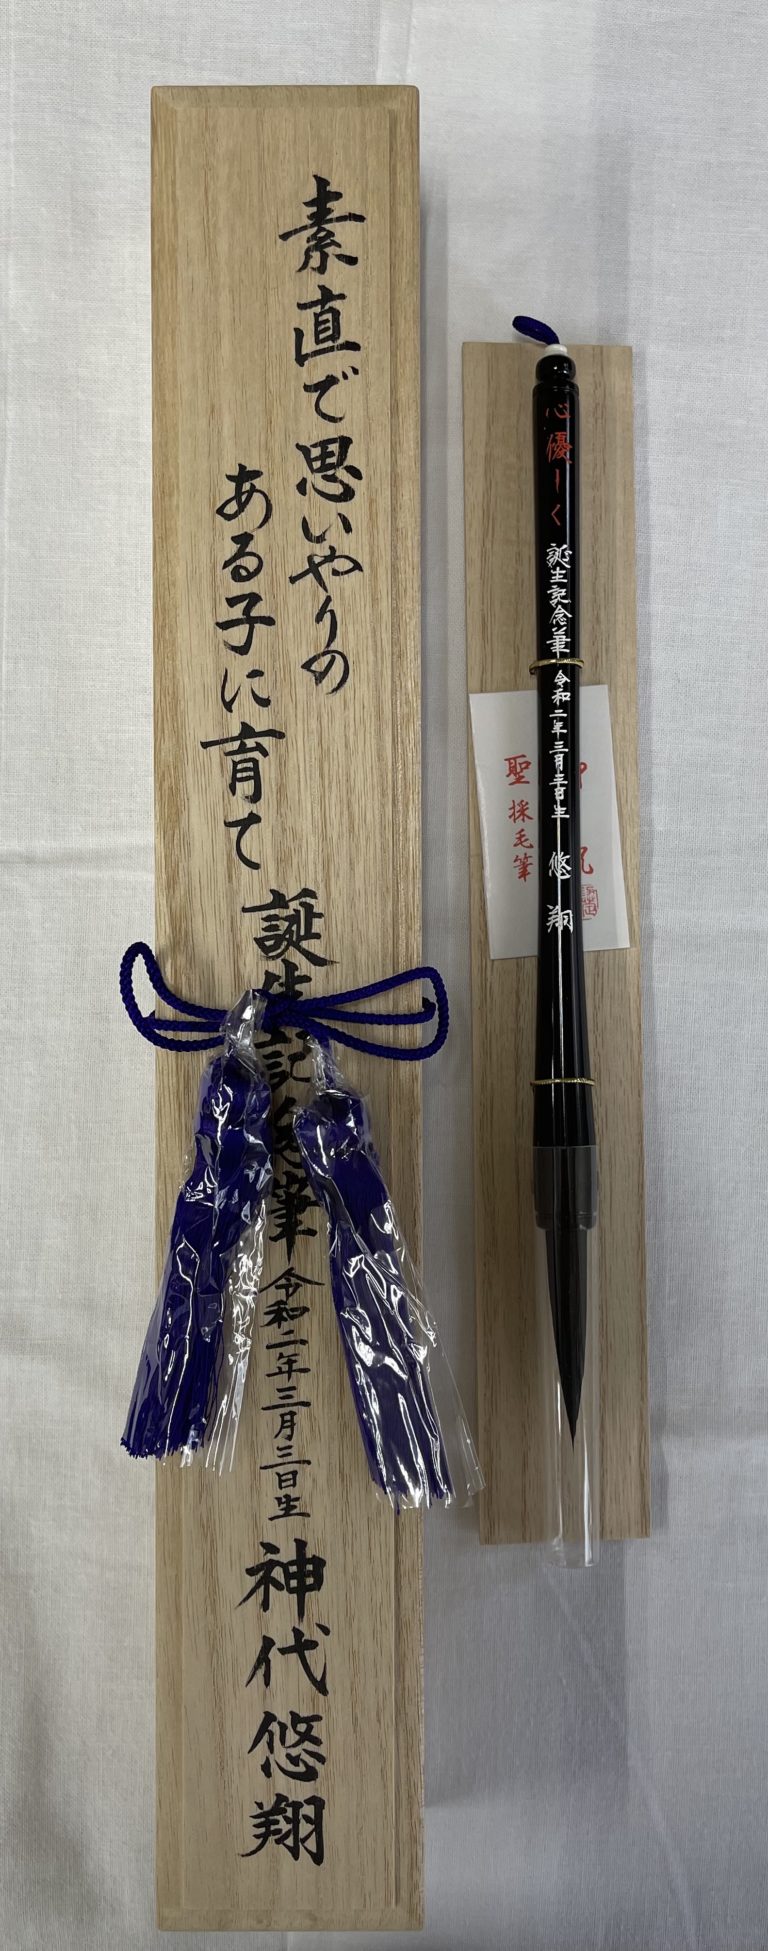 素直で思いやりの
ある子に育て
誕生記念筆 令和二年三月三日生
神代悠翔
心優しく 誕生記念筆 令和二年三月三日生 悠翔
聖採毛筆